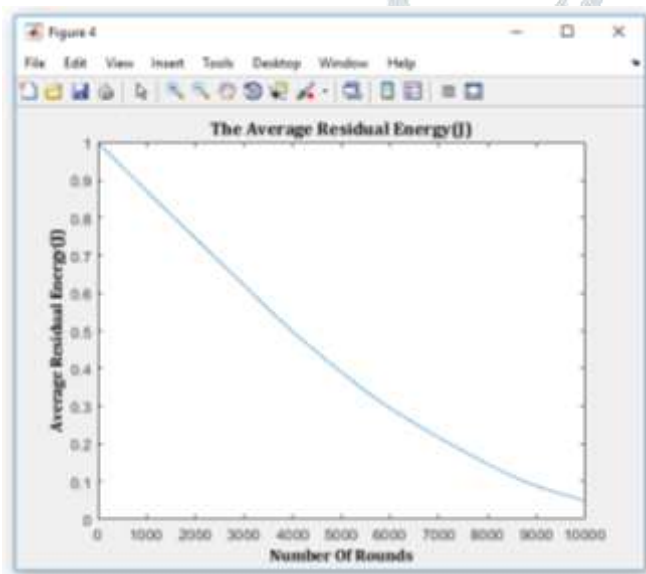 Figure 4
File Edit View Insert Tools Desktop Window Help
The Average Residual Energy(J)
Average Residual Energy(J)
1
0.9
0.8
0.7
0.6
0.5
0.4
0.3
0.2
0.1
0
0 1000 2000 3000 4000 5000 6000 7000 8000 9000 10000
Number Of Rounds